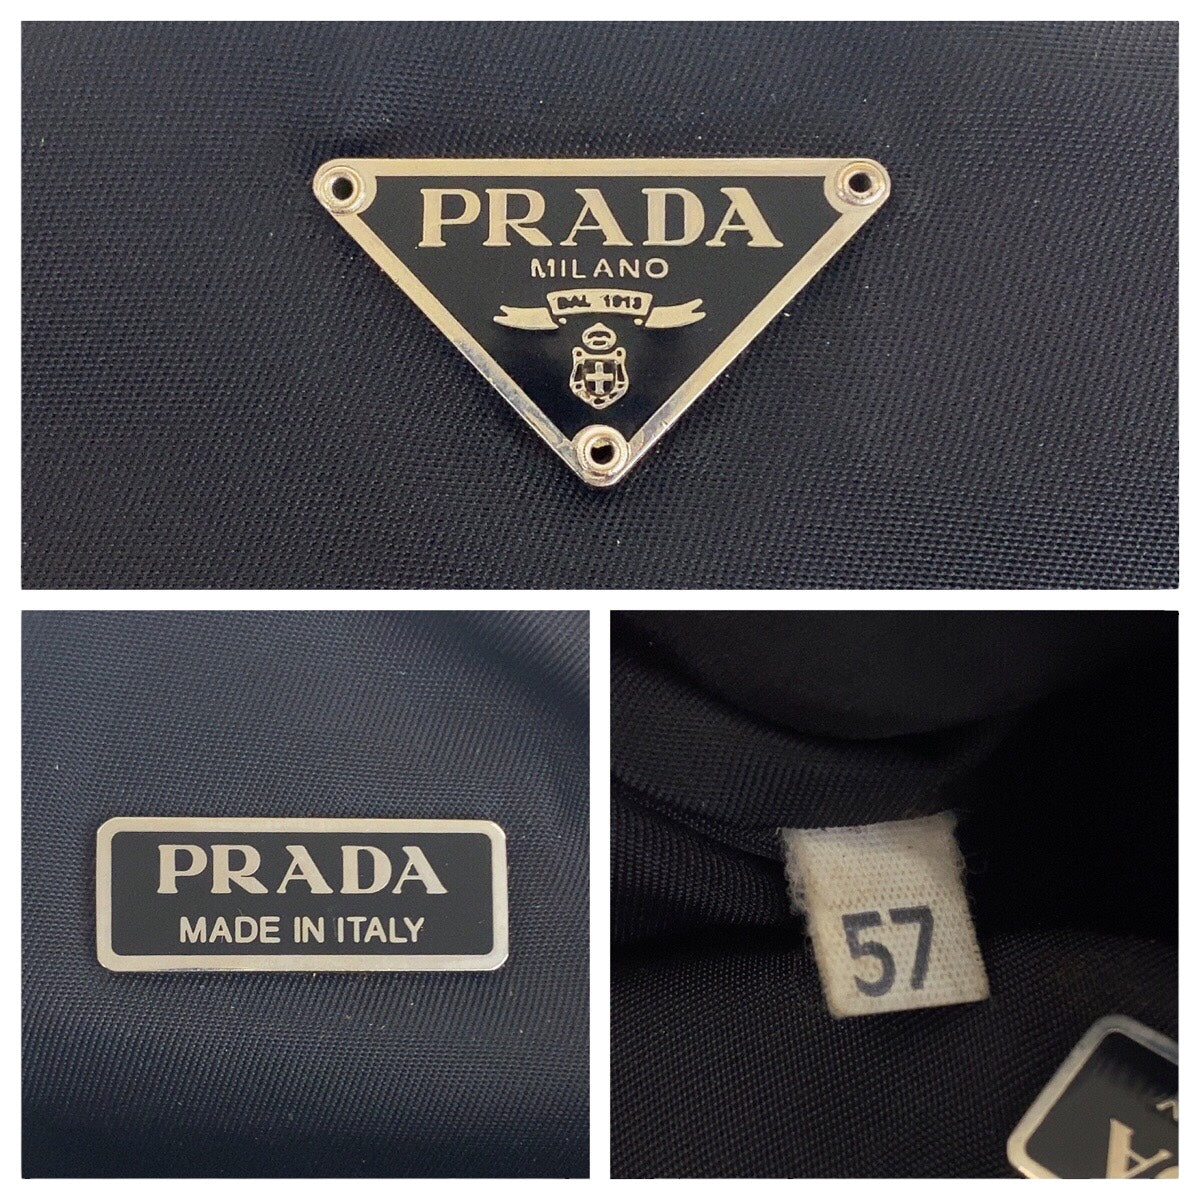 PRADA
MILANO
DAL 1913
PRADA
MADE IN ITALY
57